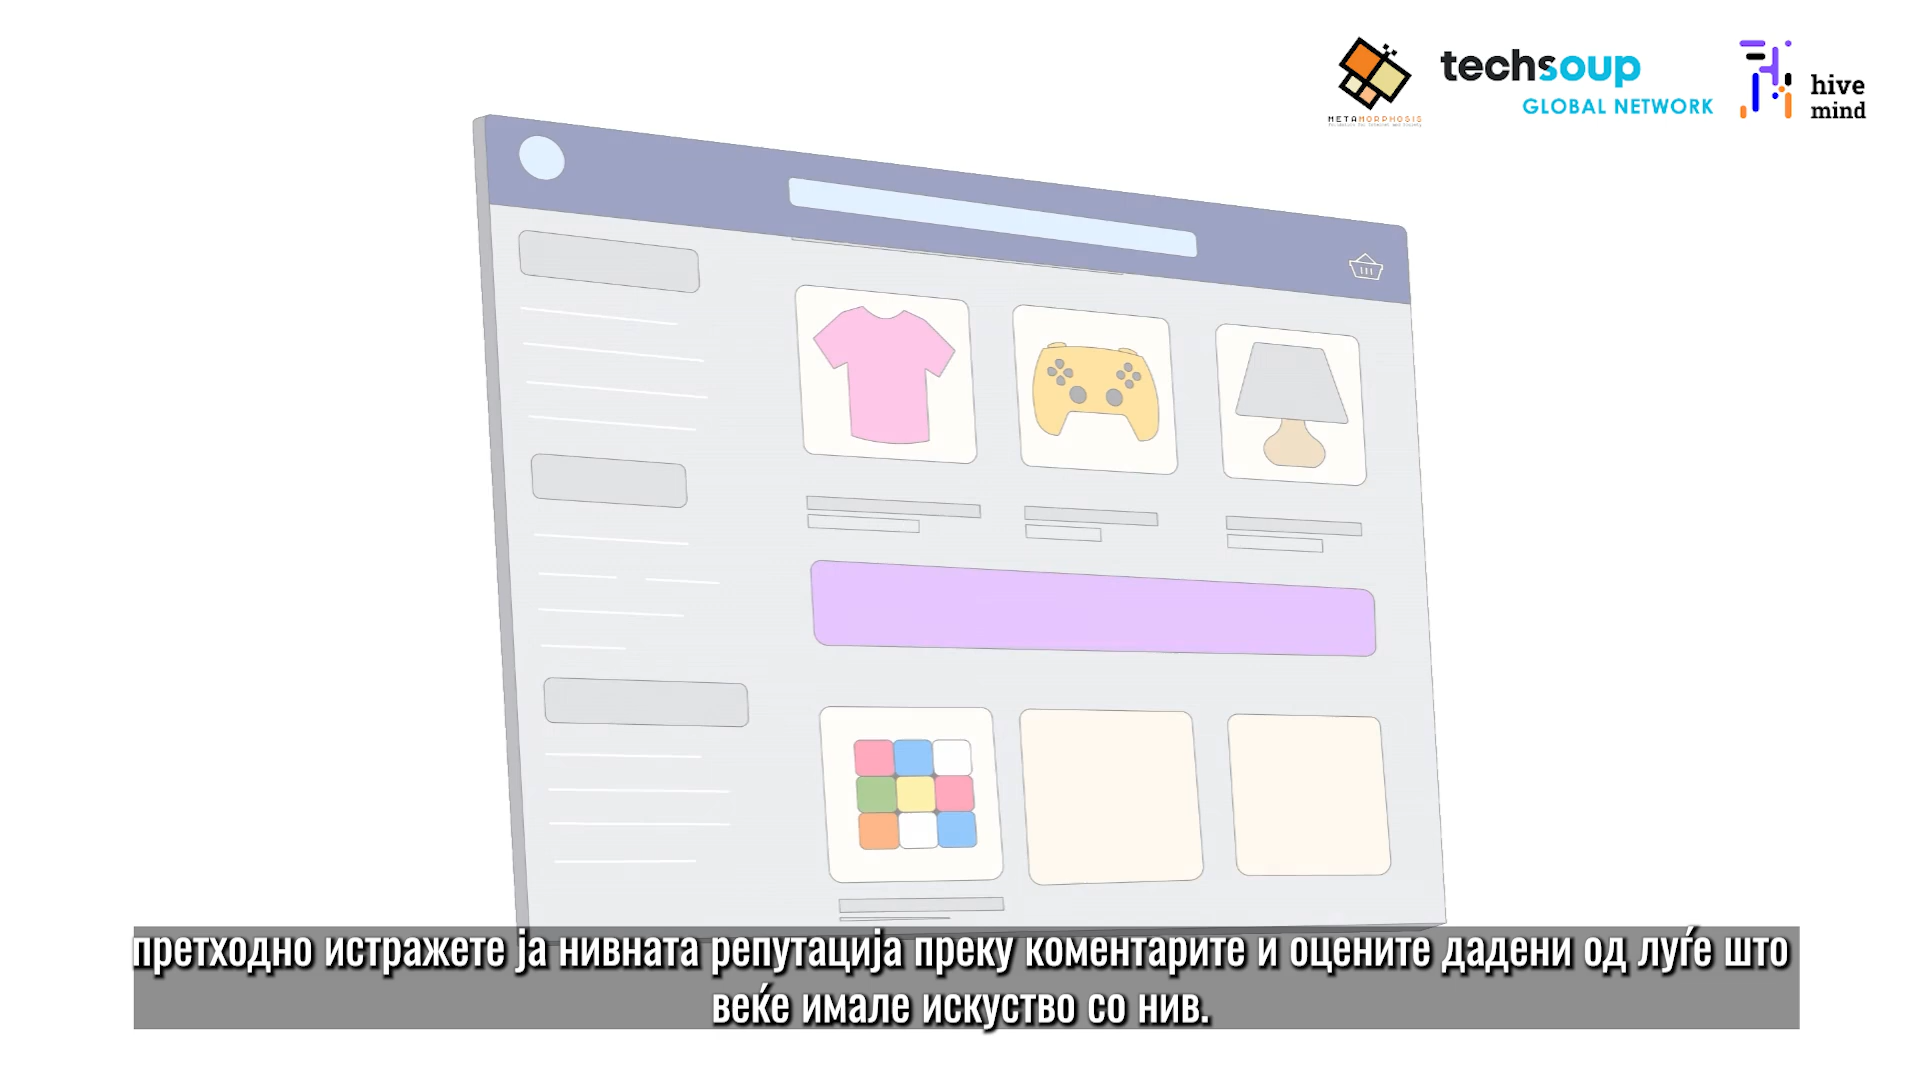 techsoup
GLOBAL NETWORK
hive
mind
METAMORPHOSIS
претходно истражете ја нивната репутација преку коментарите и оцените дадени од луѓе што
веќе имале искуство со нив.